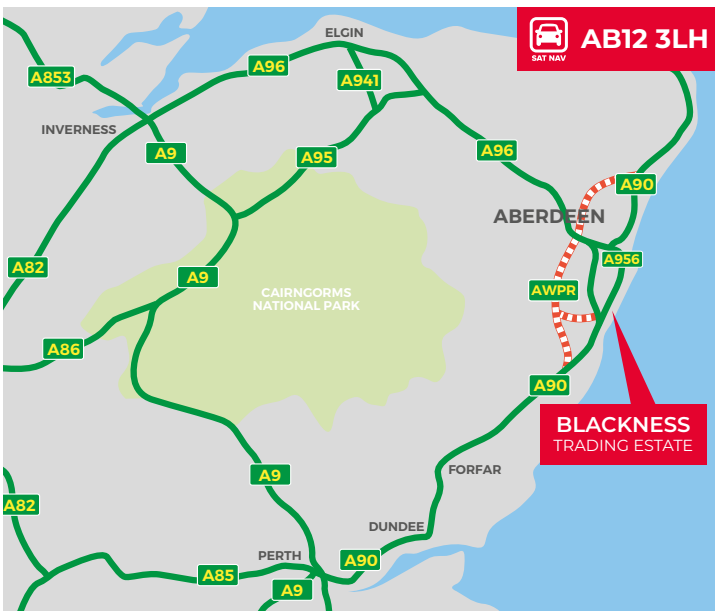 ELGIN
SAT NAV
AB12 3LH
A96
A853
A941
INVERNESS
A9
A95
A96
A90
ABERDEEN
A956
A82
A9
AWPR
CAIRNGORMS
NATIONAL PARK
A86
A90
BLACKNESS
TRADING ESTATE
A9
FORFAR
A82
DUNDEE
PERTH
A90
A85
A9